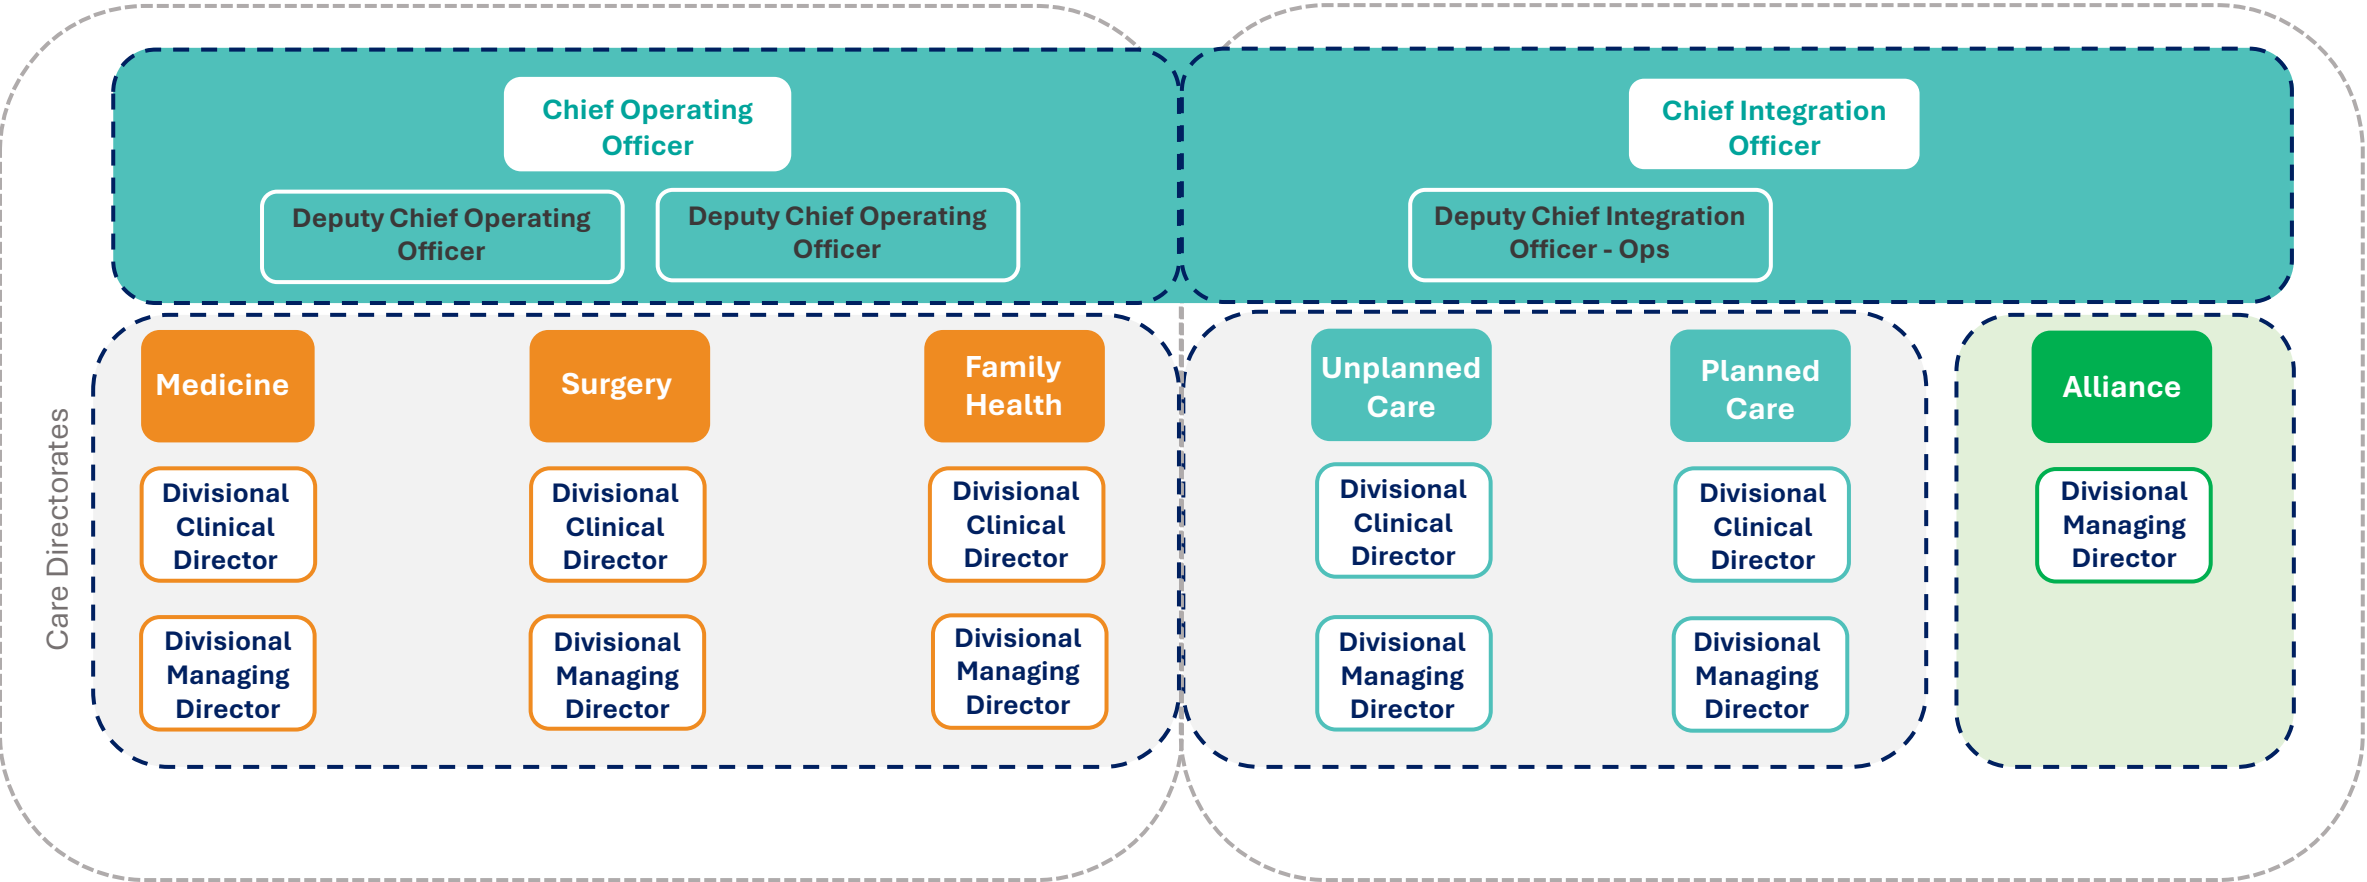 Chief Operating
Officer
Deputy Chief Operating
Officer
Deputy Chief Operating
Officer
Chief Integration
Officer
Deputy Chief Integration
Officer - Ops
Care Directorates
Medicine
Divisional
Clinical
Director
Divisional
Managing
Director
Surgery
Divisional
Clinical
Director
Divisional
Managing
Director
Family
Health
Divisional
Clinical
Director
Divisional
Managing
Director
Unplanned
Care
Divisional
Clinical
Director
Divisional
Managing
Director
Planned
Care
Divisional
Clinical
Director
Divisional
Managing
Director
Alliance
Divisional
Managing
Director